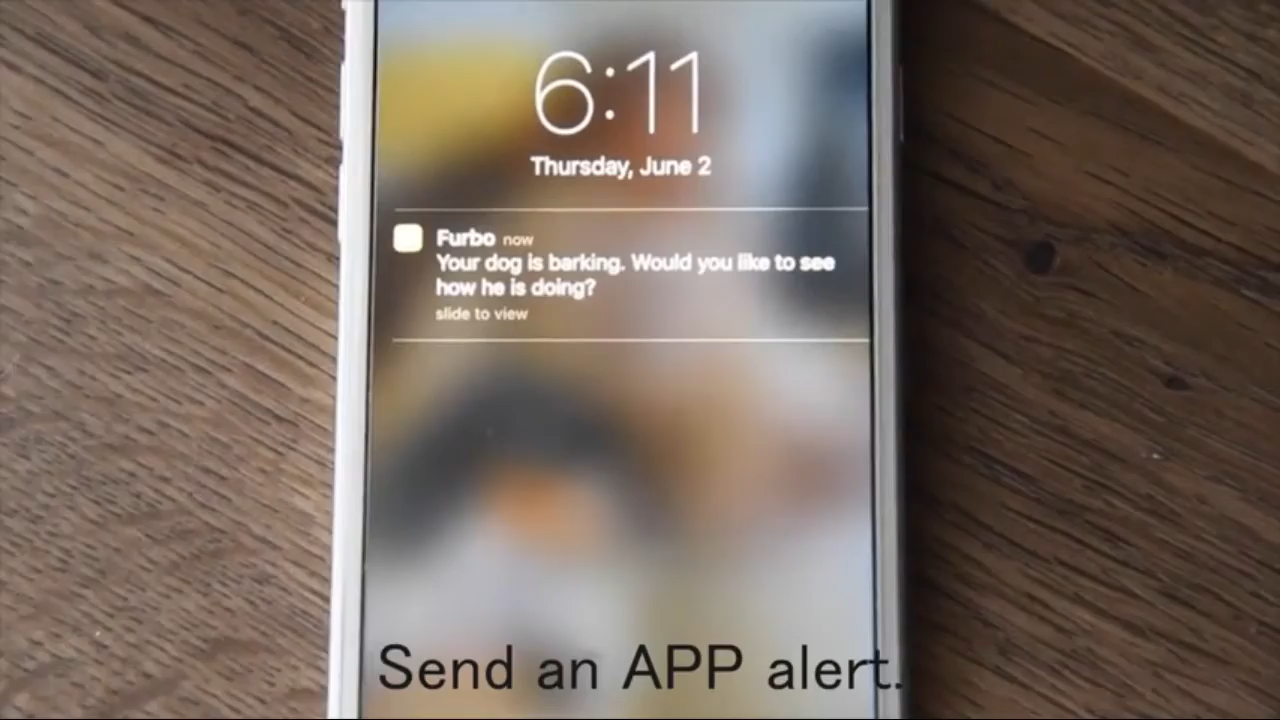 6:11
Thursday, June 2
Furbo now
Your dog is barking. Would you like to see
how he is doing?
slide to view
Send an APP alert.